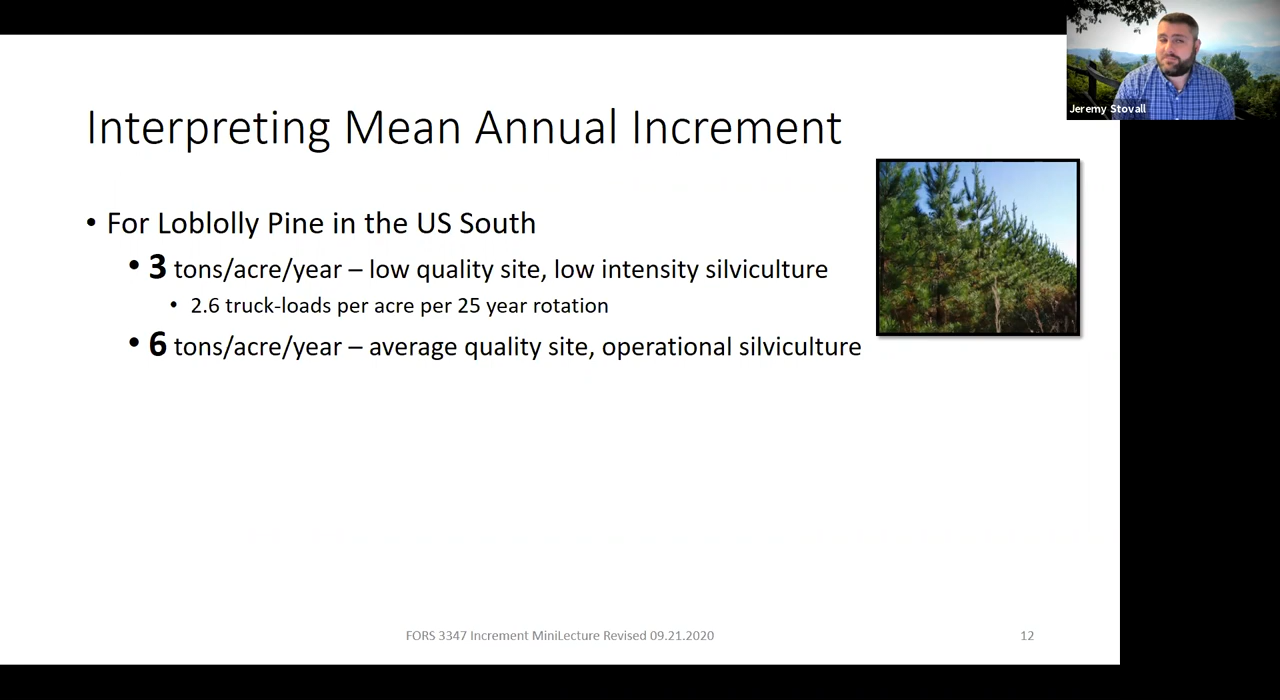 Jeremy Stovall
Interpreting Mean Annual Increment
• For Loblolly Pine in the US South
• 3 tons/acre/year – low quality site, low intensity silviculture
• 2.6 truck-loads per acre per 25 year rotation
• 6 tons/acre/year – average quality site, operational silviculture
FORS 3347 Increment MiniLecture Revised 09.21.2020
12